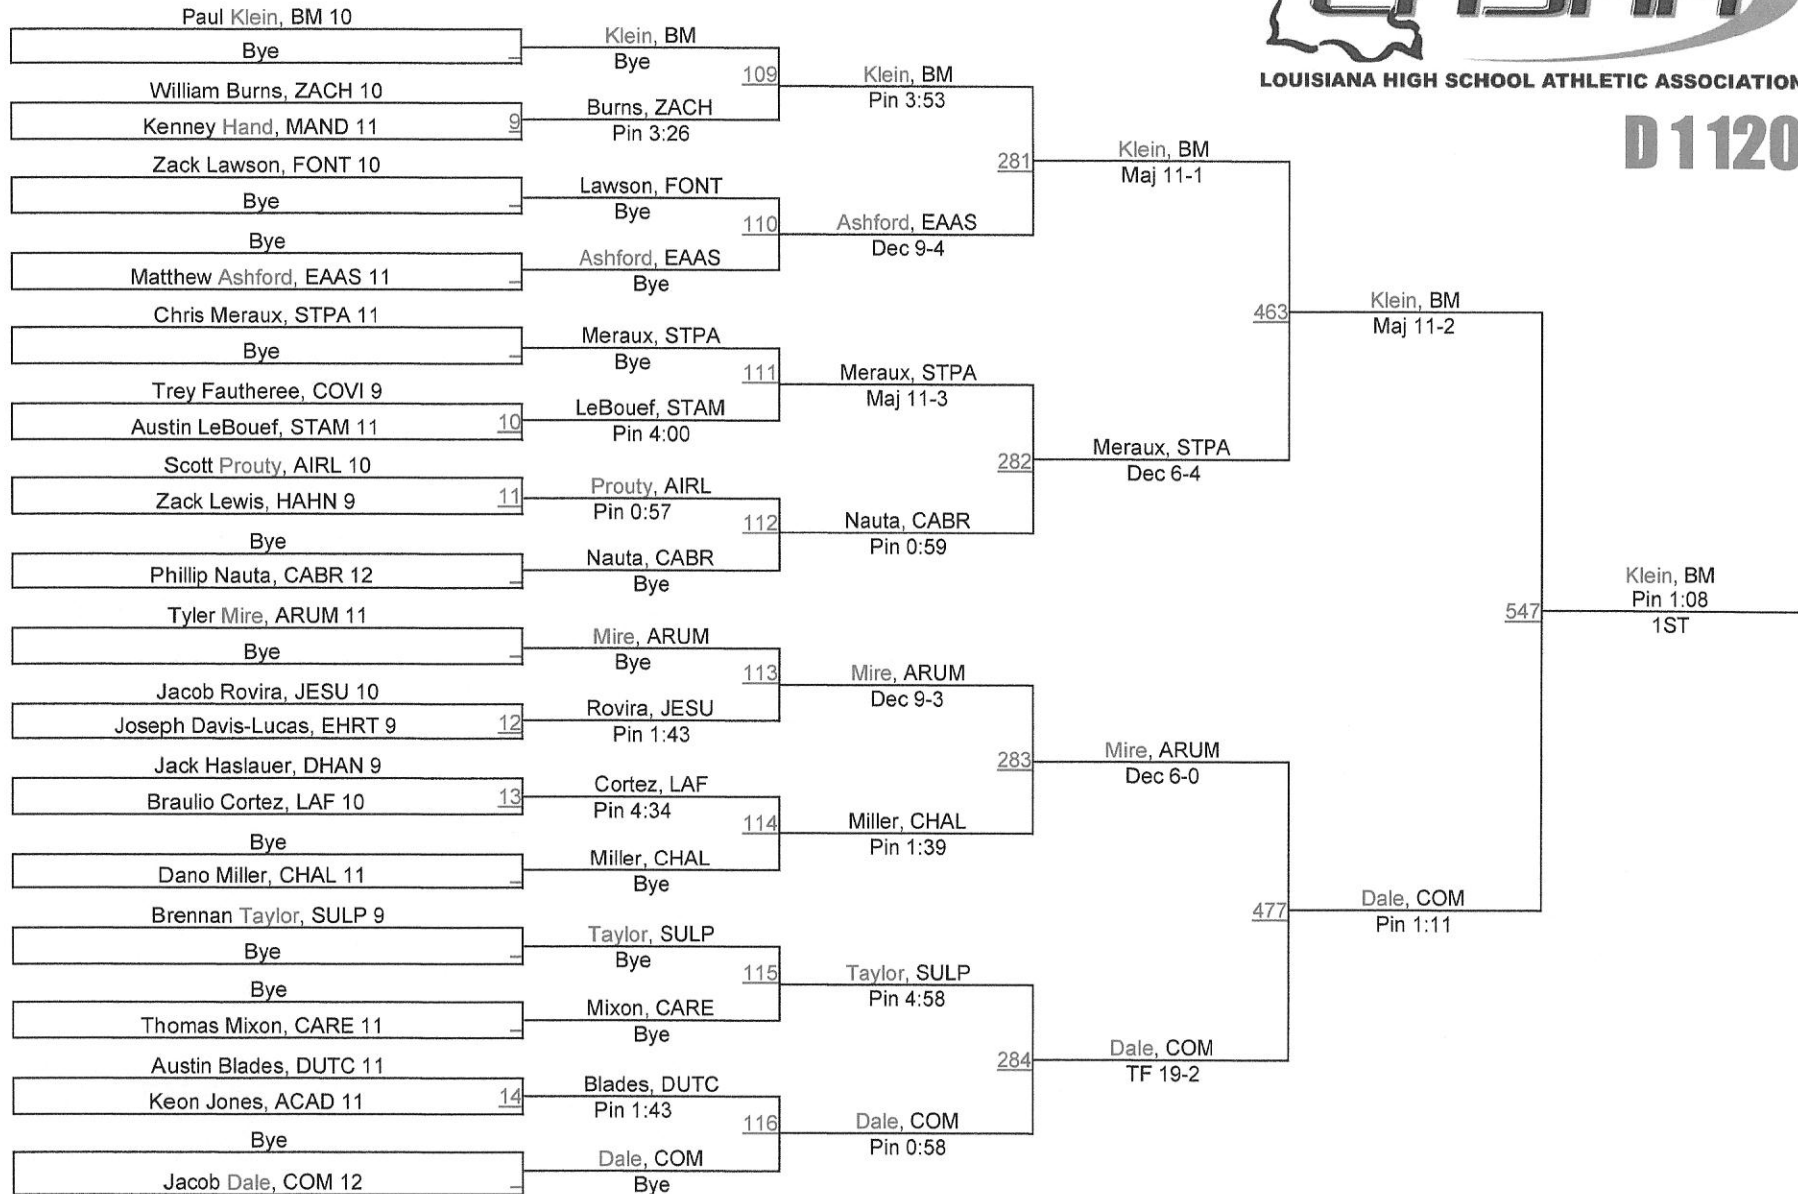 Paul Klein, BM 10
Bye
William Burns, ZACH 10
Kenney Hand, MAND 11
9
Zack Lawson, FONT 10
Bye
Bye
Matthew Ashford, EAAS 11
Chris Meraux, STPA 11
Bye
Trey Fautheree, COVI 9
Austin LeBouef, STAM 11
10
Scott Prouty, AIRL 10
Zack Lewis, HAHN 9
11
Bye
Phillip Nauta, CABR 12
Tyler Mire, ARUM 11
Bye
Jacob Rovira, JESU 10
Joseph Davis-Lucas, EHRT 9
12
Jack Haslauer, DHAN 9
Braulio Cortez, LAF 10
13
Bye
Dano Miller, CHAL 11
Brennan Taylor, SULP 9
Bye
Bye
Thomas Mixon, CARE 11
Austin Blades, DUTC 11
Keon Jones, ACAD 11
14
Bye
Jacob Dale, COM 12
Klein, BM
Bye
109
Burns, ZACH
Pin 3:26
Lawson, FONT
Bye
110
Ashford, EAAS
Bye
Meraux, STPA
Bye
111
LeBouef, STAM
Pin 4:00
Prouty, AIRL
Pin 0:57
112
Nauta, CABR
Bye
Mire, ARUM
Bye
113
Rovira, JESU
Pin 1:43
Cortez, LAF
Pin 4:34
114
Miller, CHAL
Bye
Taylor, SULP
Bye
115
Mixon, CARE
Bye
Blades, DUTC
Pin 1:43
116
Dale, COM
Bye
Klein, BM
Pin 3:53
281
Ashford, EAAS
Dec 9-4
Meraux, STPA
Maj 11-3
282
Nauta, CABR
Pin 0:59
Mire, ARUM
Dec 9-3
283
Miller, CHAL
Pin 1:39
Taylor, SULP
Pin 4:58
284
Dale, COM
Pin 0:58
Klein, BM
Maj 11-1
463
Meraux, STPA
Dec 6-4
Mire, ARUM
Dec 6-0
477
Dale, COM
TF 19-2
Klein, BM
Maj 11-2
547
Dale, COM
Pin 1:11
Klein, BM
Pin 1:08
1ST
LOUISIANA HIGH SCHOOL ATHLETIC ASSOCIATION
D 1 120